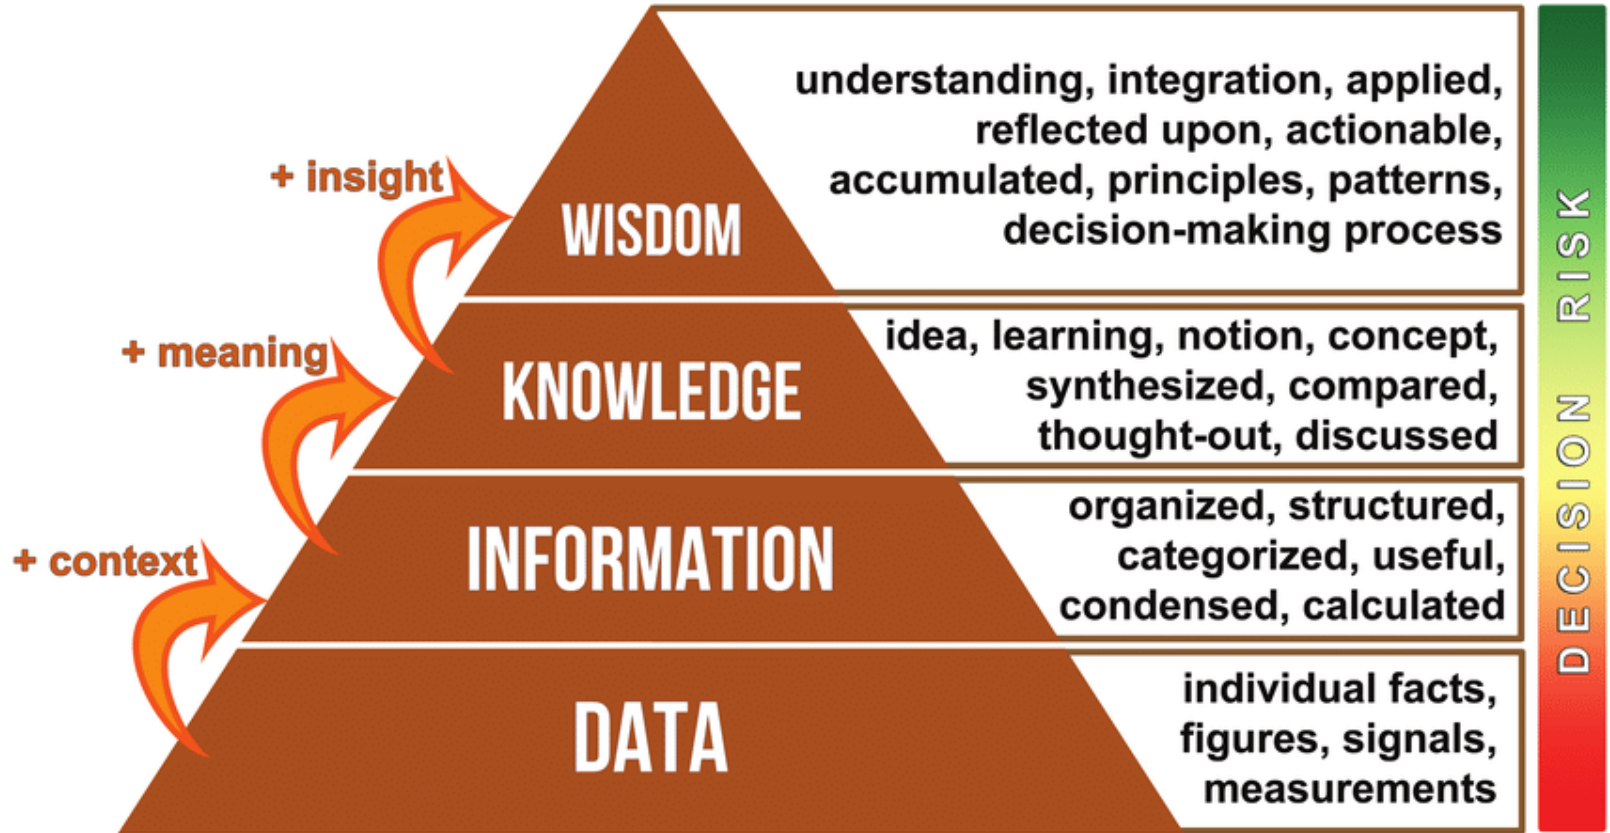 understanding, integration, applied,
reflected upon, actionable,
accumulated, principles, patterns,
decision-making process
+ insight
WISDOM
idea, learning, notion, concept,
synthesized, compared,
thought-out, discussed
+ meaning
KNOWLEDGE
organized, structured,
categorized, useful,
condensed, calculated
+ context
INFORMATION
individual facts,
figures, signals,
measurements
DATA
DECISION RISK